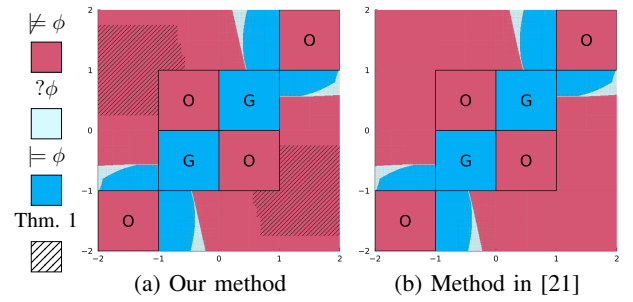 ⊭ ϕ
?ϕ
⊨ ϕ
Thm. 1
2
1
0
−1
−2
−2 −1 0 1 2
O
O G
G O
O
(a) Our method
2
1
0
−1
−2
−2 −1 0 1 2
O
O G
G O
O
(b) Method in [21]